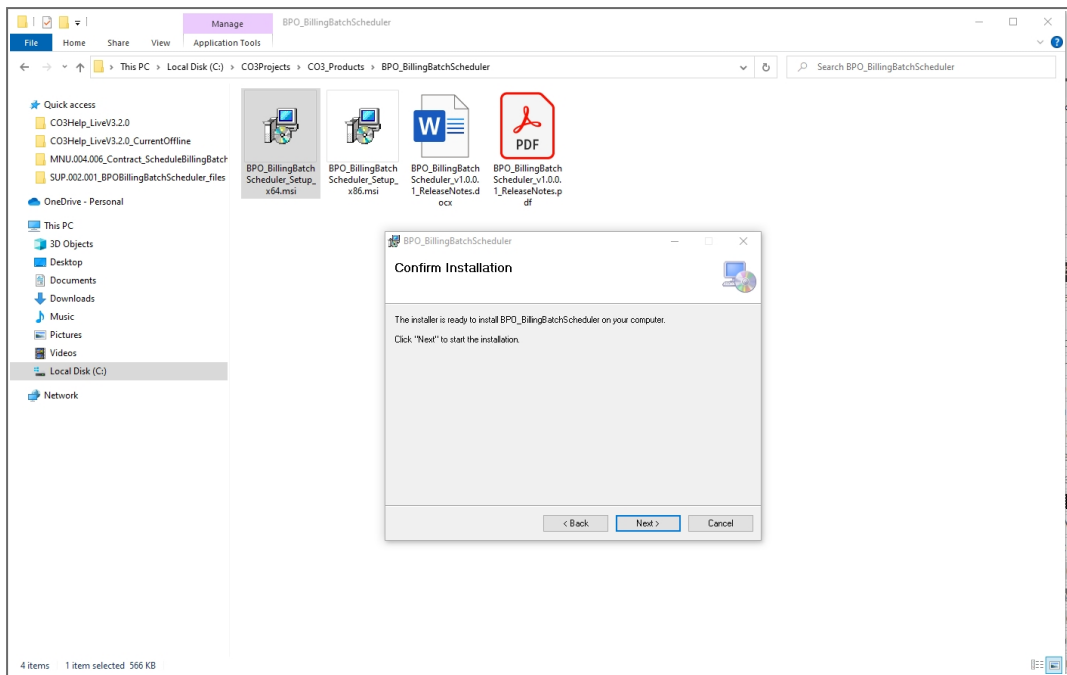 Manage
BPO_BillingBatchScheduler
File
Home
Share
View
Application Tools
This PC > Local Disk (C:) > CO3Projects > CO3_Products > BPO_BillingBatchScheduler
Search BPO_BillingBatchScheduler
Quick access
CO3Help_LiveV3.2.0
CO3Help_LiveV3.2.0_CurrentOffline
MNU.004.006_Contract_ScheduleBillingBatch
SUP.002.001_BPOBillingBatchScheduler_files
OneDrive - Personal
This PC
3D Objects
Desktop
Documents
Downloads
Music
Pictures
Videos
Local Disk (C:)
Network
BPO_BillingBatch
Scheduler_Setup_
x64.msi
BPO_BillingBatch
Scheduler_Setup_
x86.msi
W
BPO_BillingBatch
Scheduler_v1.0.0.
1_ReleaseNotes.d
ocx
PDF
BPO_BillingBatch
Scheduler_v1.0.0.
1_ReleaseNotes.p
df
BPO_BillingBatchScheduler
Confirm Installation
The installer is ready to install BPO_BillingBatchScheduler on your computer.
Click "Next" to start the installation.
< Back
Next >
Cancel
4 items
1 item selected 566 KB